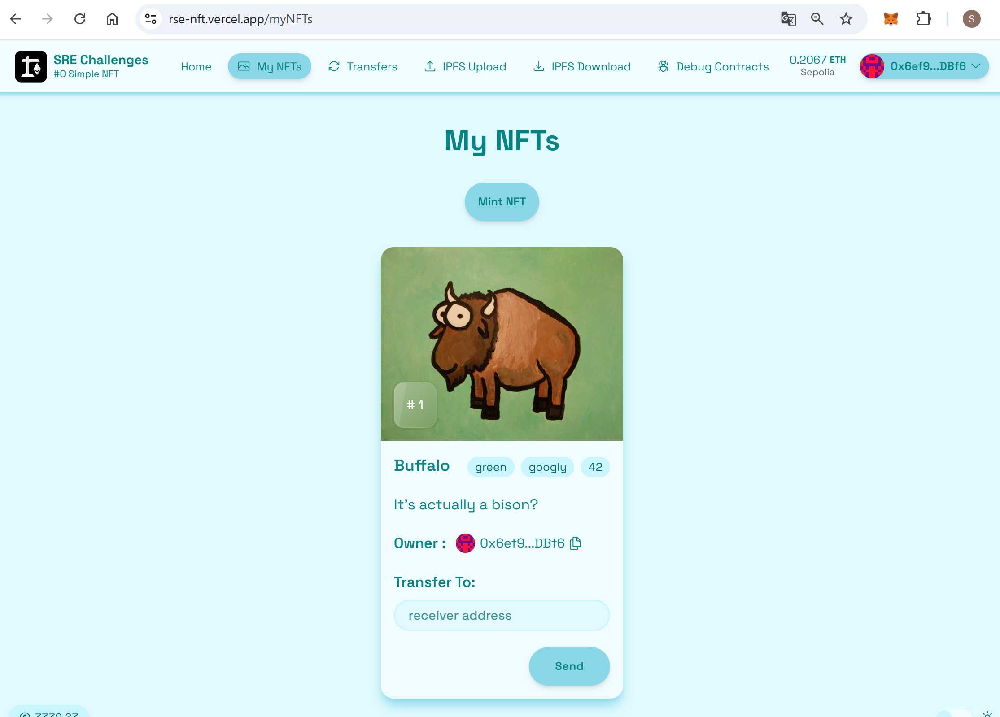 rse-nft.vercel.app/myNFTs
S
SRE Challenges
#0 Simple NFT
Home
My NFTs
Transfers
IPFS Upload
IPFS Download
Debug Contracts
0.2067 ETH
Sepolia
0x6ef9...DBf6
My NFTs
Mint NFT
# 1
Buffalo
green
googly
42
It's actually a bison?
Owner : 0x6ef9...DBf6
Transfer To:
receiver address
Send